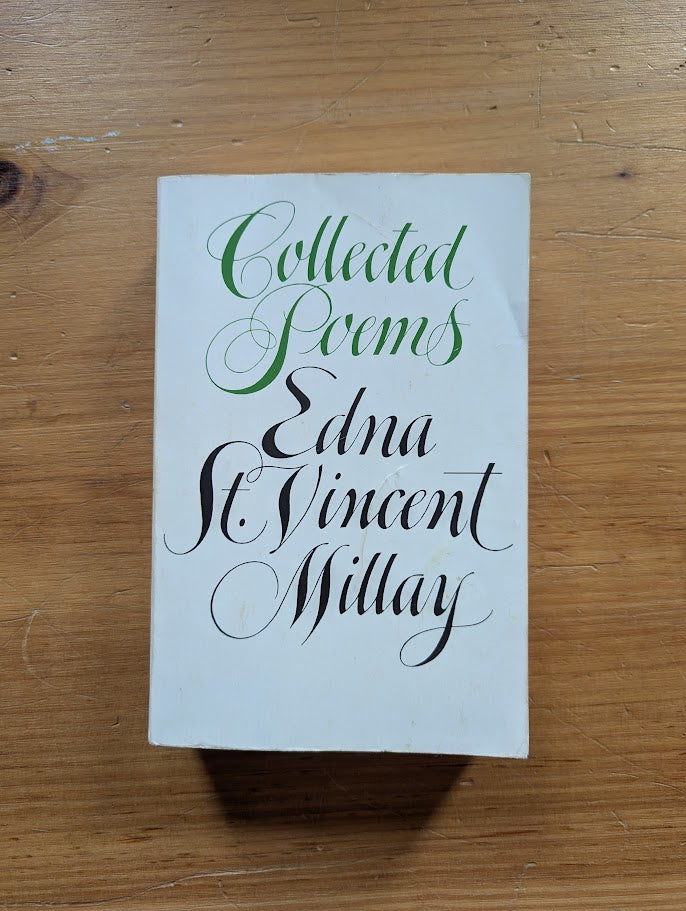 Collected
Poems
Edna
St. Vincent
Millay